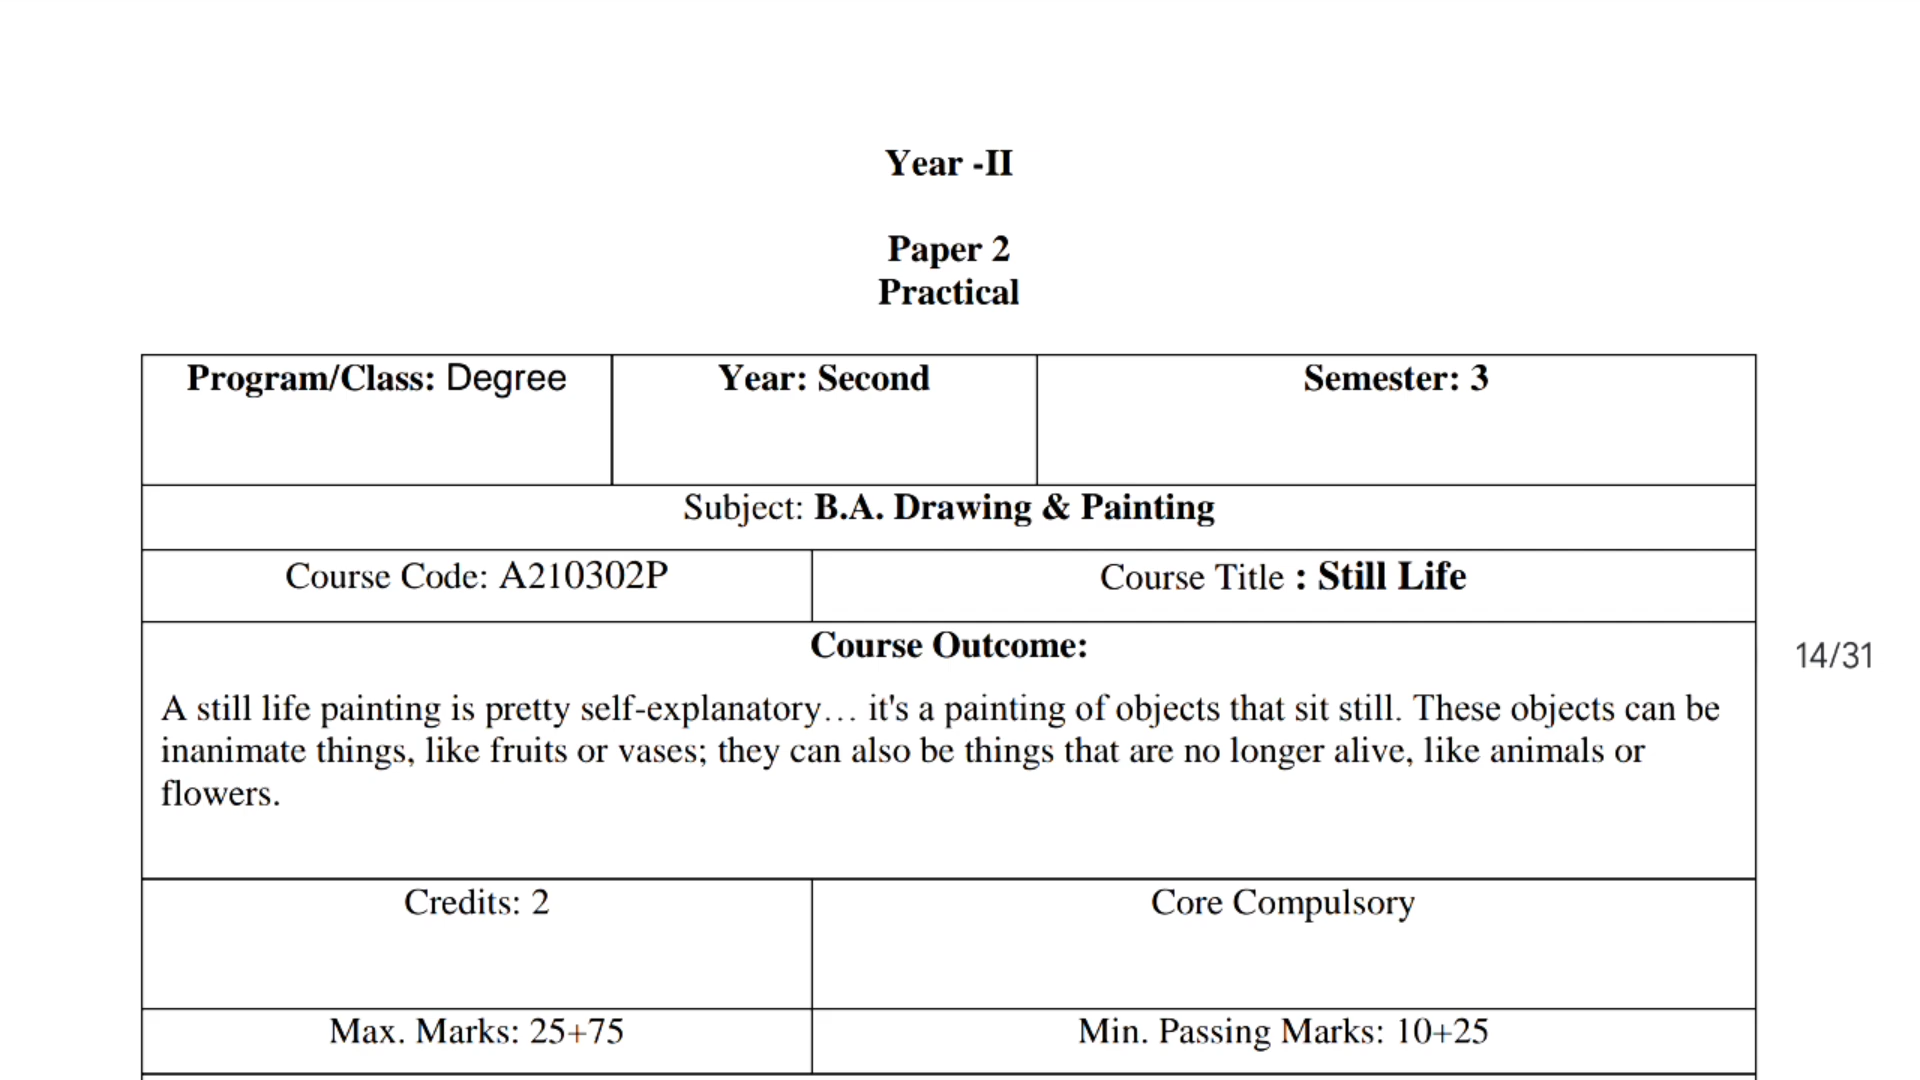 Year -II
Paper 2
Practical
Program/Class: Degree
Year: Second
Semester: 3
Subject: B.A. Drawing & Painting
Course Code: A210302P
Course Title : Still Life
Course Outcome:
14/31
A still life painting is pretty self-explanatory… it's a painting of objects that sit still. These objects can be
inanimate things, like fruits or vases; they can also be things that are no longer alive, like animals or
flowers.
Credits: 2
Core Compulsory
Max. Marks: 25+75
Min. Passing Marks: 10+25